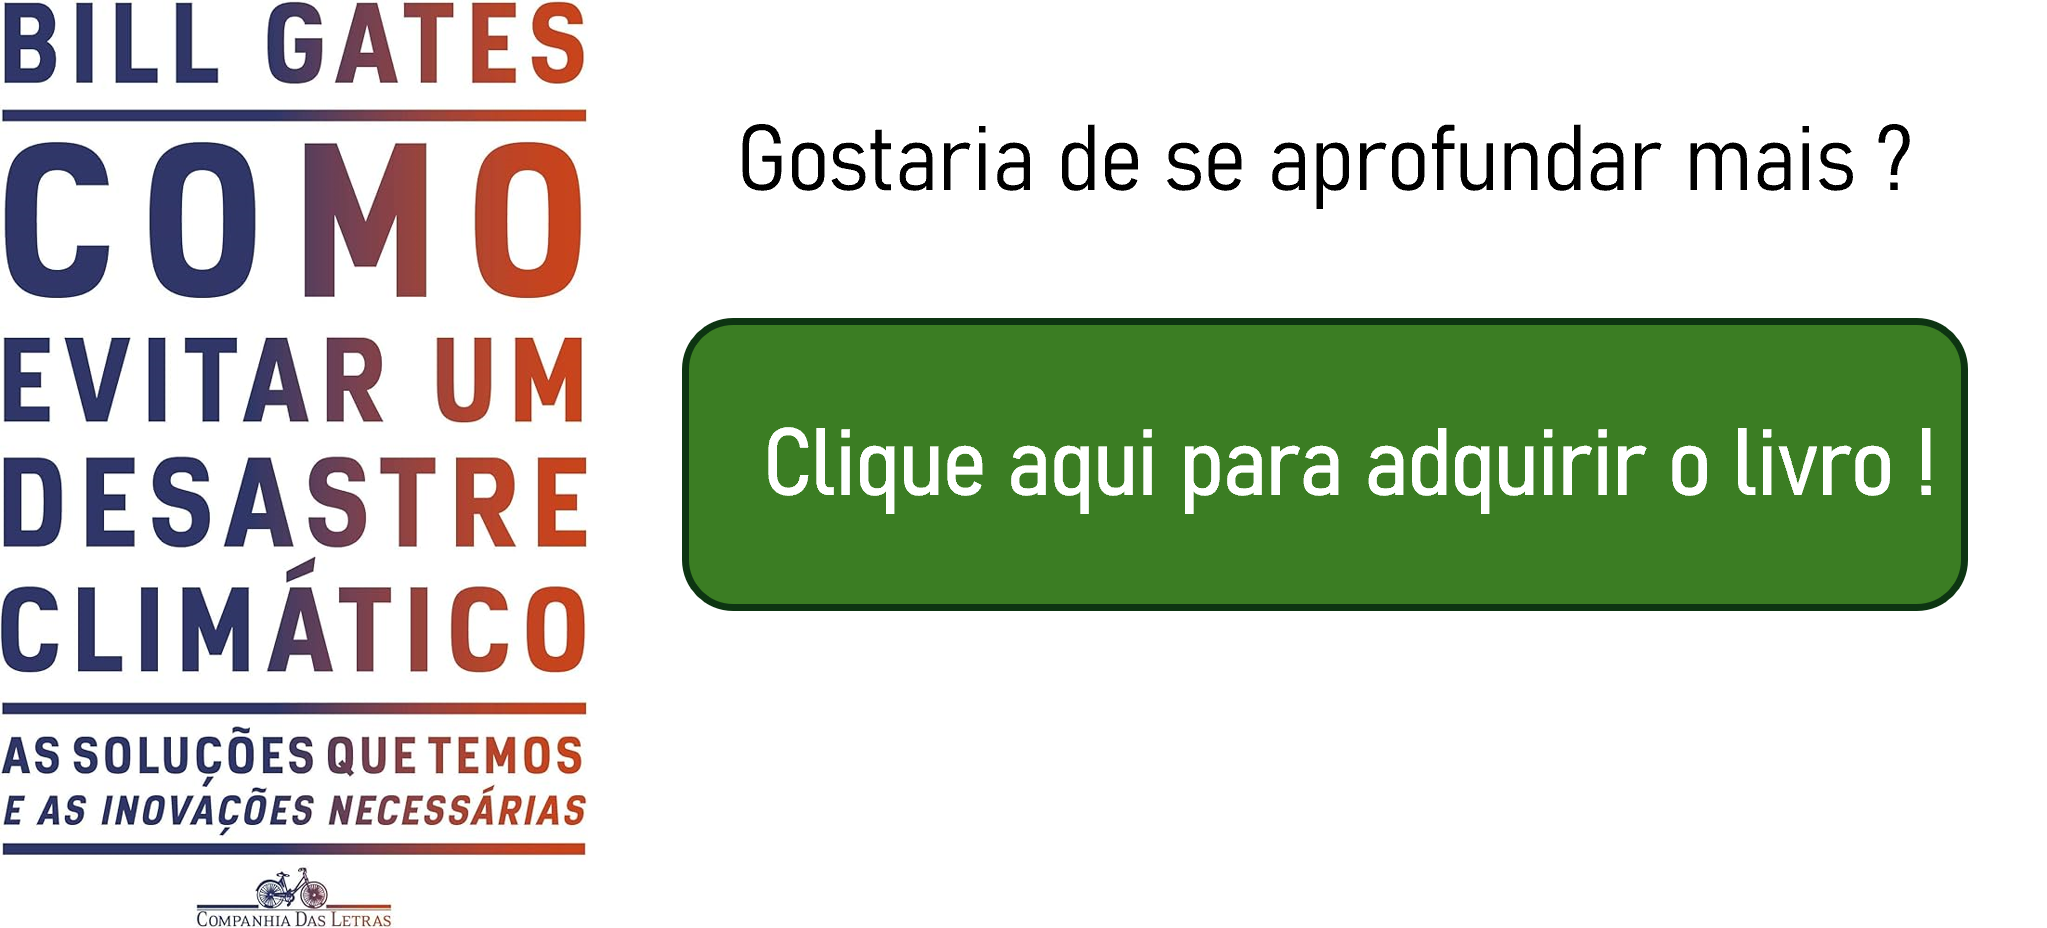 BILL GATES
COMO
EVITAR UM
DESASTRE
CLIMÁTICO
AS SOLUÇÕES QUE TEMOS
E AS INOVAÇÕES NECESSÁRIAS
COMPANHIA DAS LETRAS
Gostaria de se aprofundar mais ?
Clique aqui para adquirir o livro !